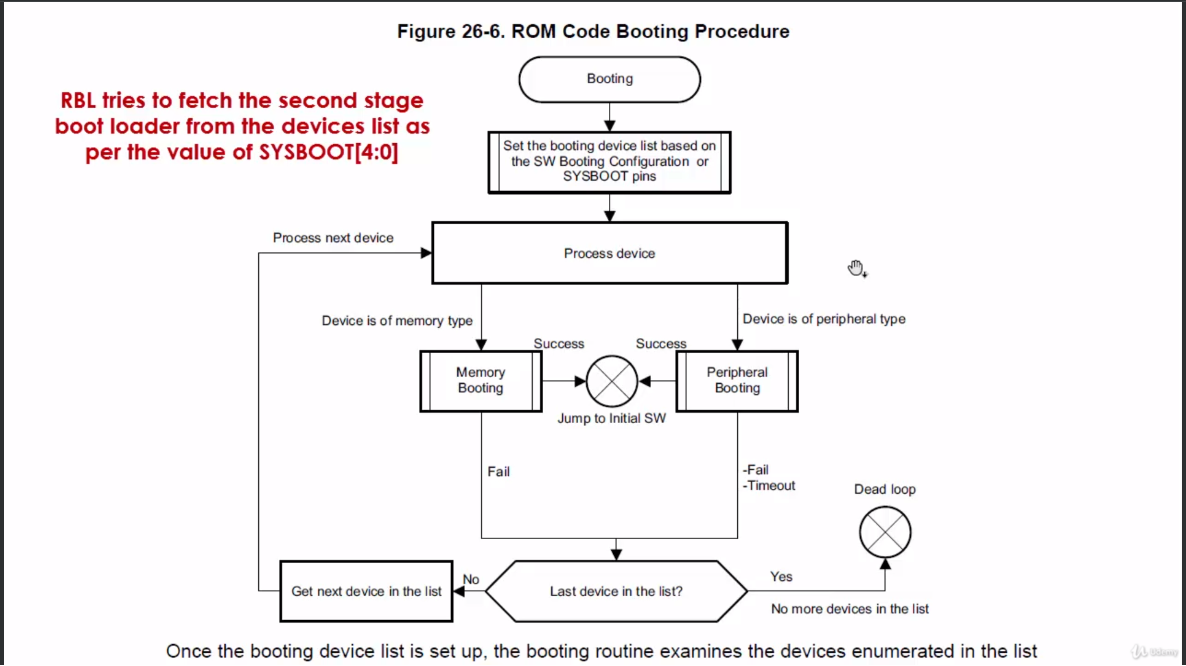 Figure 26-6. ROM Code Booting Procedure
RBL tries to fetch the second stage
boot loader from the devices list as
per the value of SYSBOOT[4:0]
Booting
Set the booting device list based on
the SW Booting Configuration or
SYSBOOT pins
Process next device
Process device
Device is of memory type
Device is of peripheral type
Success
Success
Memory
Booting
Peripheral
Booting
Jump to Initial SW
Fail
-Fail
-Timeout
Dead loop
Get next device in the list
No
Last device in the list?
Yes
No more devices in the list
Once the booting device list is set up, the booting routine examines the devices enumerated in the list
Udemy